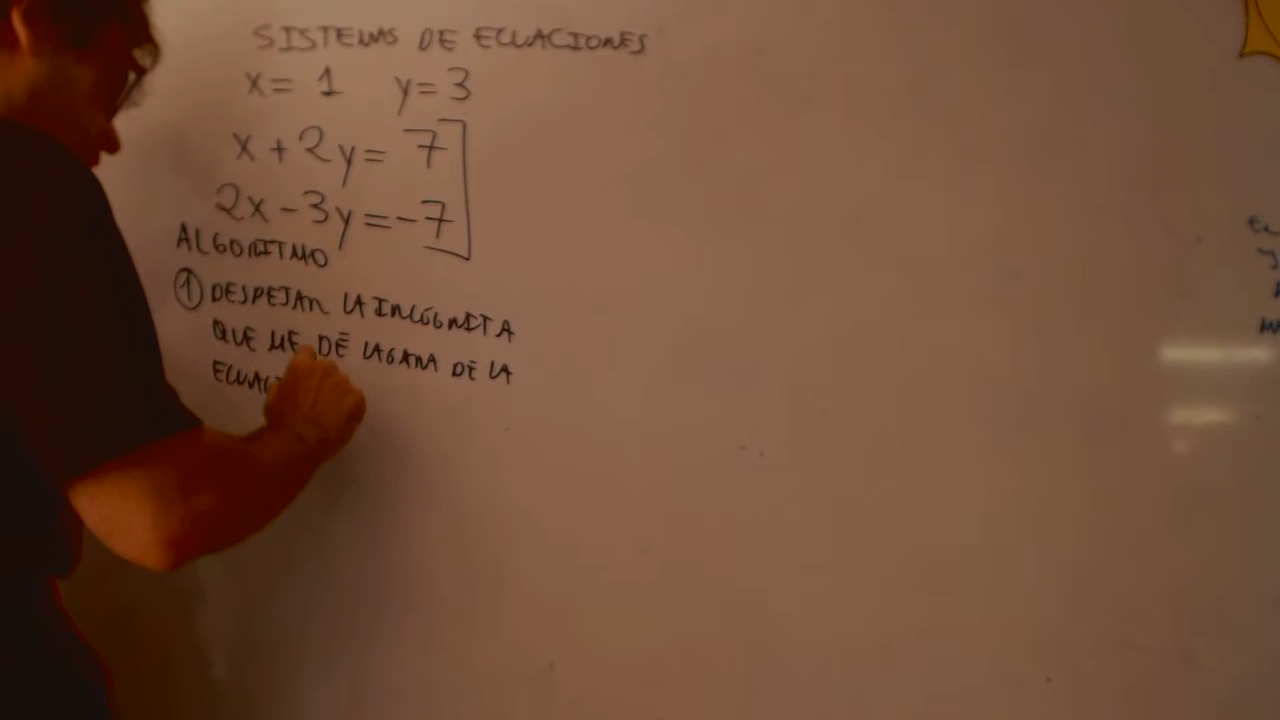 SISTEMAS DE ECUACIONES
x= 1 y= 3
x + 2y = 7
2x - 3y = -7
ALGORITMO
① DESPEJAR LA INCÓGNITA
QUE ME DÉ LA GANA DE LA